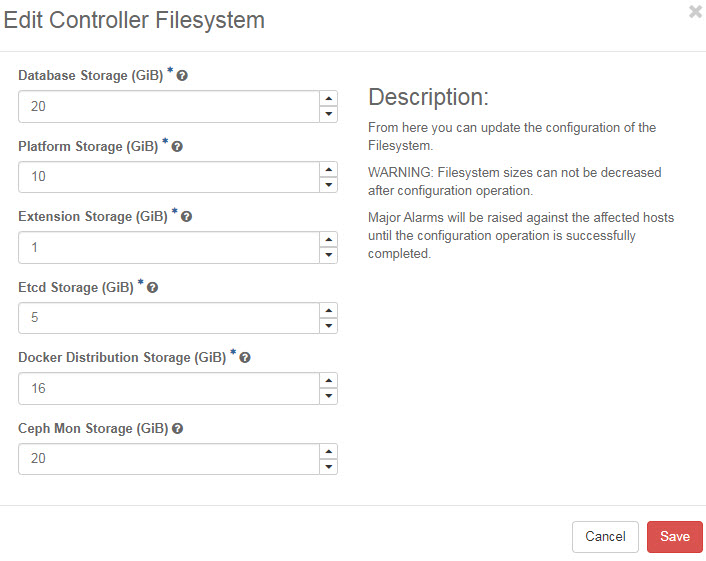 Edit Controller Filesystem
Database Storage (GiB) *
20
Platform Storage (GiB) *
10
Extension Storage (GiB) *
1
Etcd Storage (GiB) *
5
Docker Distribution Storage (GiB) *
16
Ceph Mon Storage (GiB)
20
Description:
From here you can update the configuration of the
Filesystem.
WARNING: Filesystem sizes can not be decreased
after configuration operation.
Major Alarms will be raised against the affected hosts
until the configuration operation is successfully
completed.
Cancel
Save